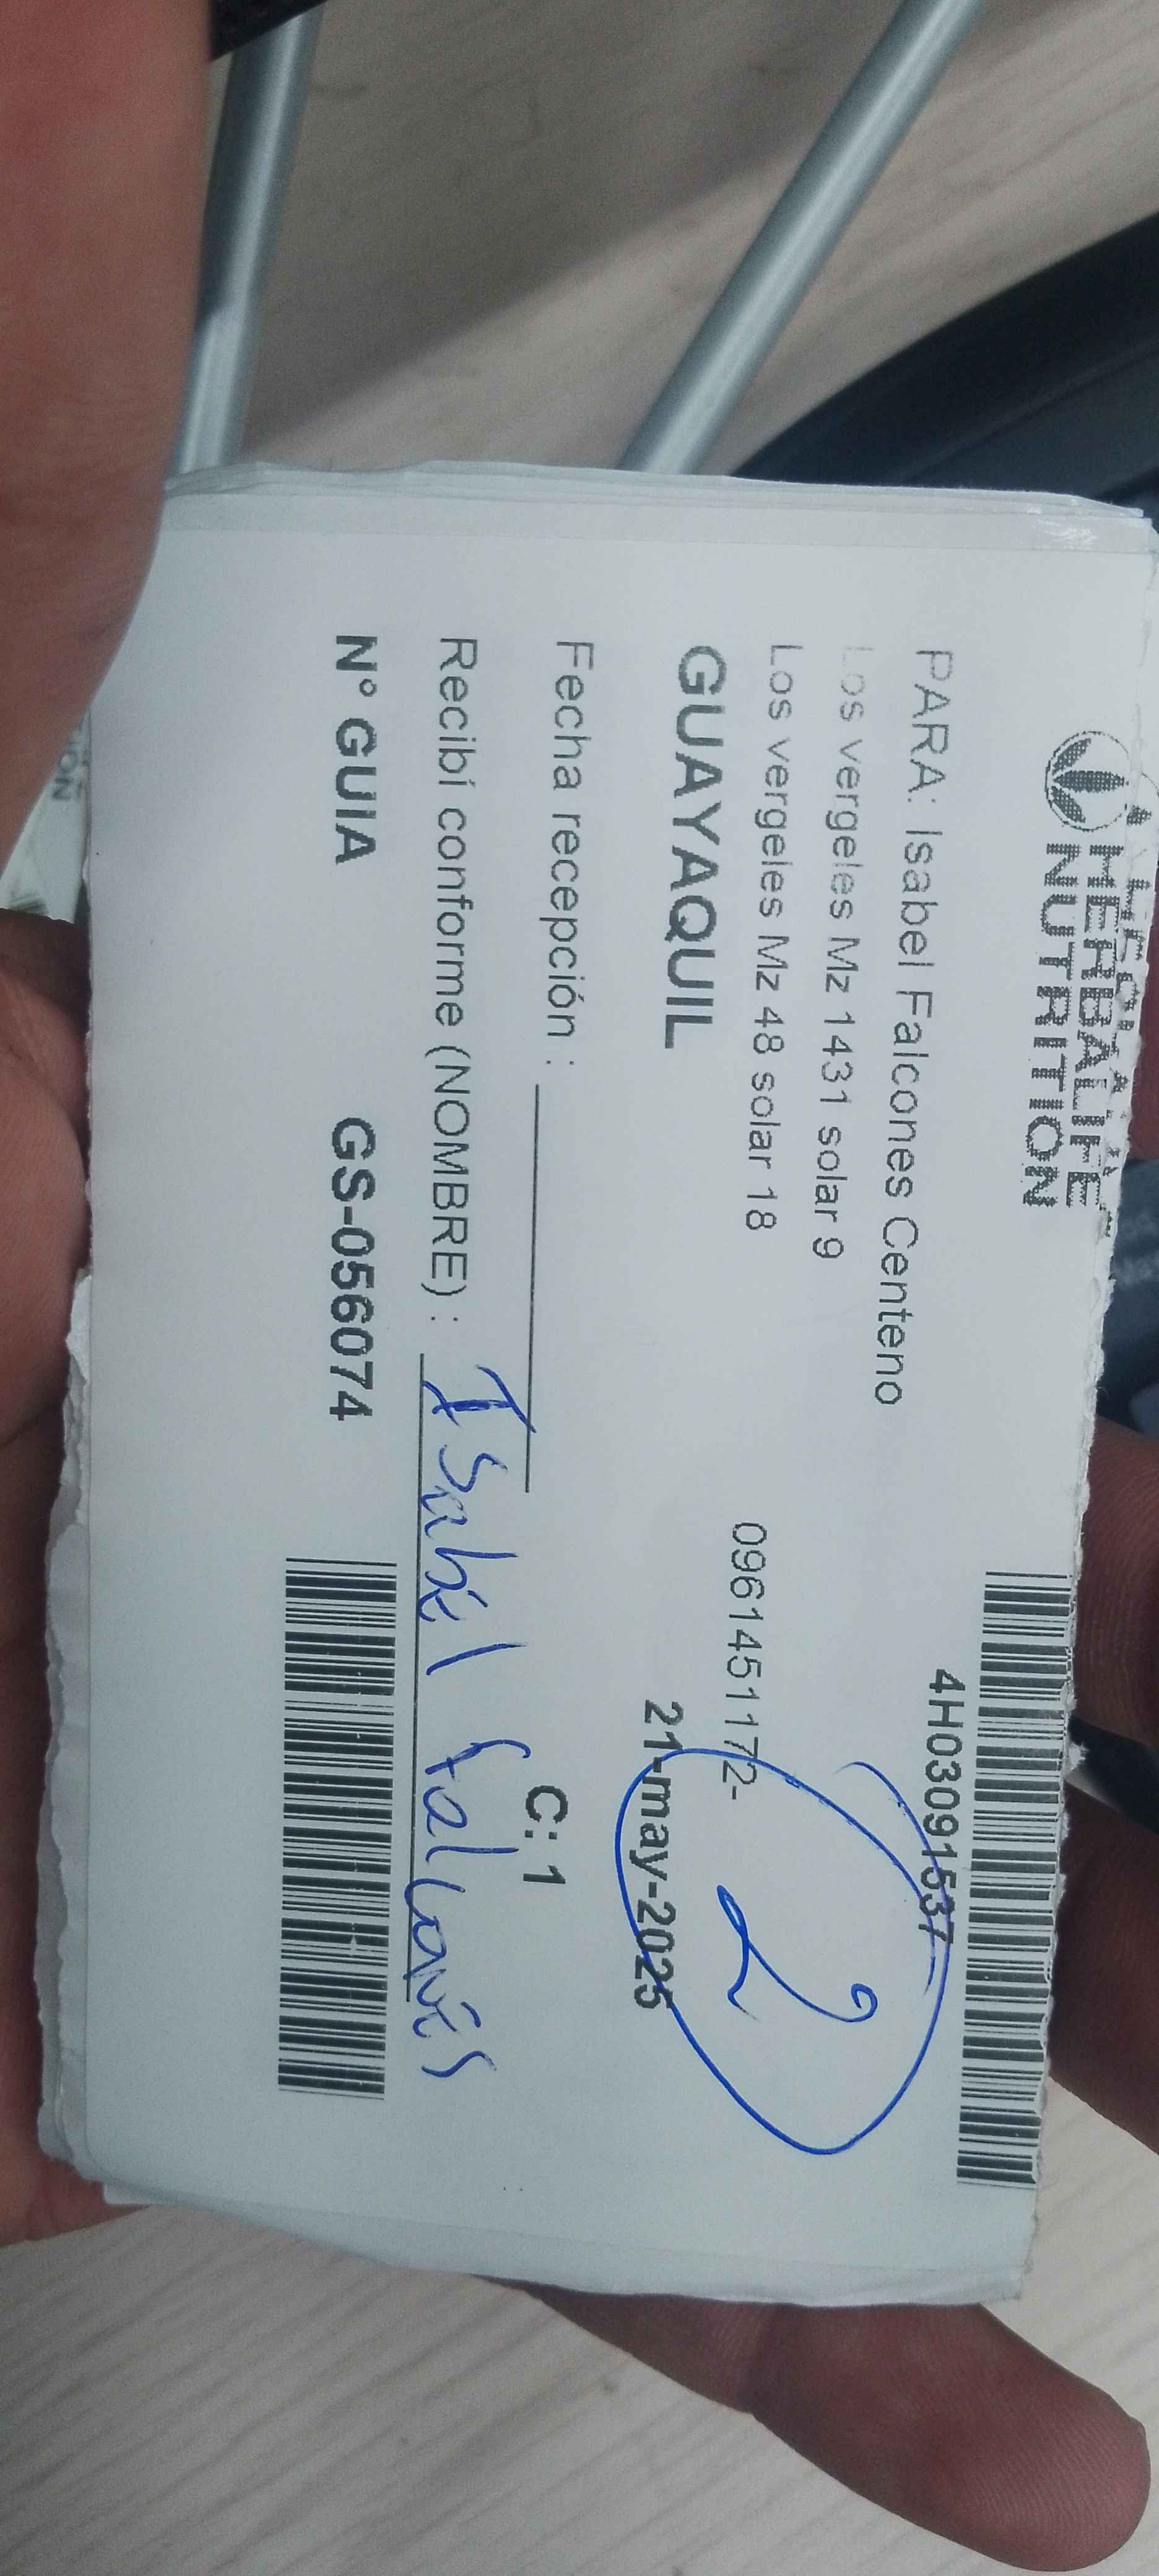 HERBALIFE
NUTRITION
4H03091537
PARA: Isabel Falcones Centeno
Los vergeles Mz 1431 solar 9
Los vergeles Mz 48 solar 18
0961451172-
2
GUAYAQUIL
21-may-2025
Fecha recepción :
C: 1
Recibí conforme (NOMBRE) : Isabel falcones
N° GUIA GS-056074